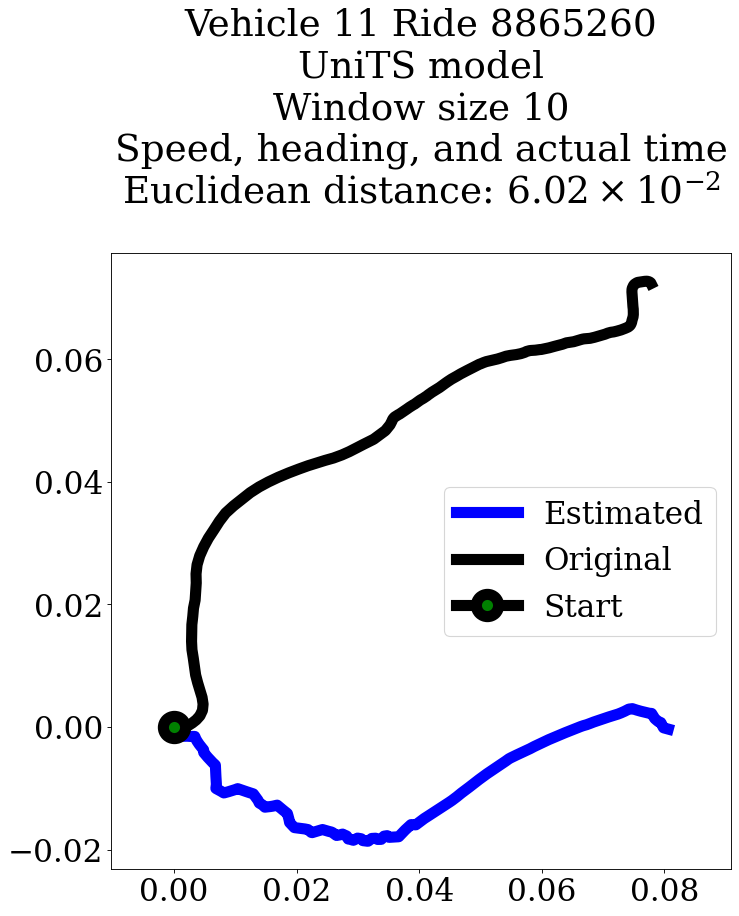 Vehicle 11 Ride 8865260
UniTS model
Window size 10
Speed, heading, and actual time
Euclidean distance: 6.02 × 10⁻²
0.06
0.04
0.02
0.00
−0.02
Estimated
Original
Start
0.00 0.02 0.04 0.06 0.08